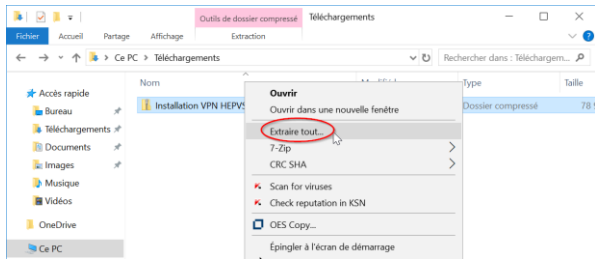 Outils de dossier compressé Téléchargements
Fichier Accueil Partage Affichage Extraction
Ce PC > Téléchargements Rechercher dans : Téléchargem...
Nom Type Taille
Accès rapide
Bureau
Téléchargements
Documents
Images
Musique
Vidéos
OneDrive
Ce PC
Installation VPN HEPVS Dossier compressé 78
Ouvrir
Ouvrir dans une nouvelle fenêtre
Extraire tout...
7-Zip
CRC SHA
Scan for viruses
Check reputation in KSN
OES Copy...
Épingler à l'écran de démarrage